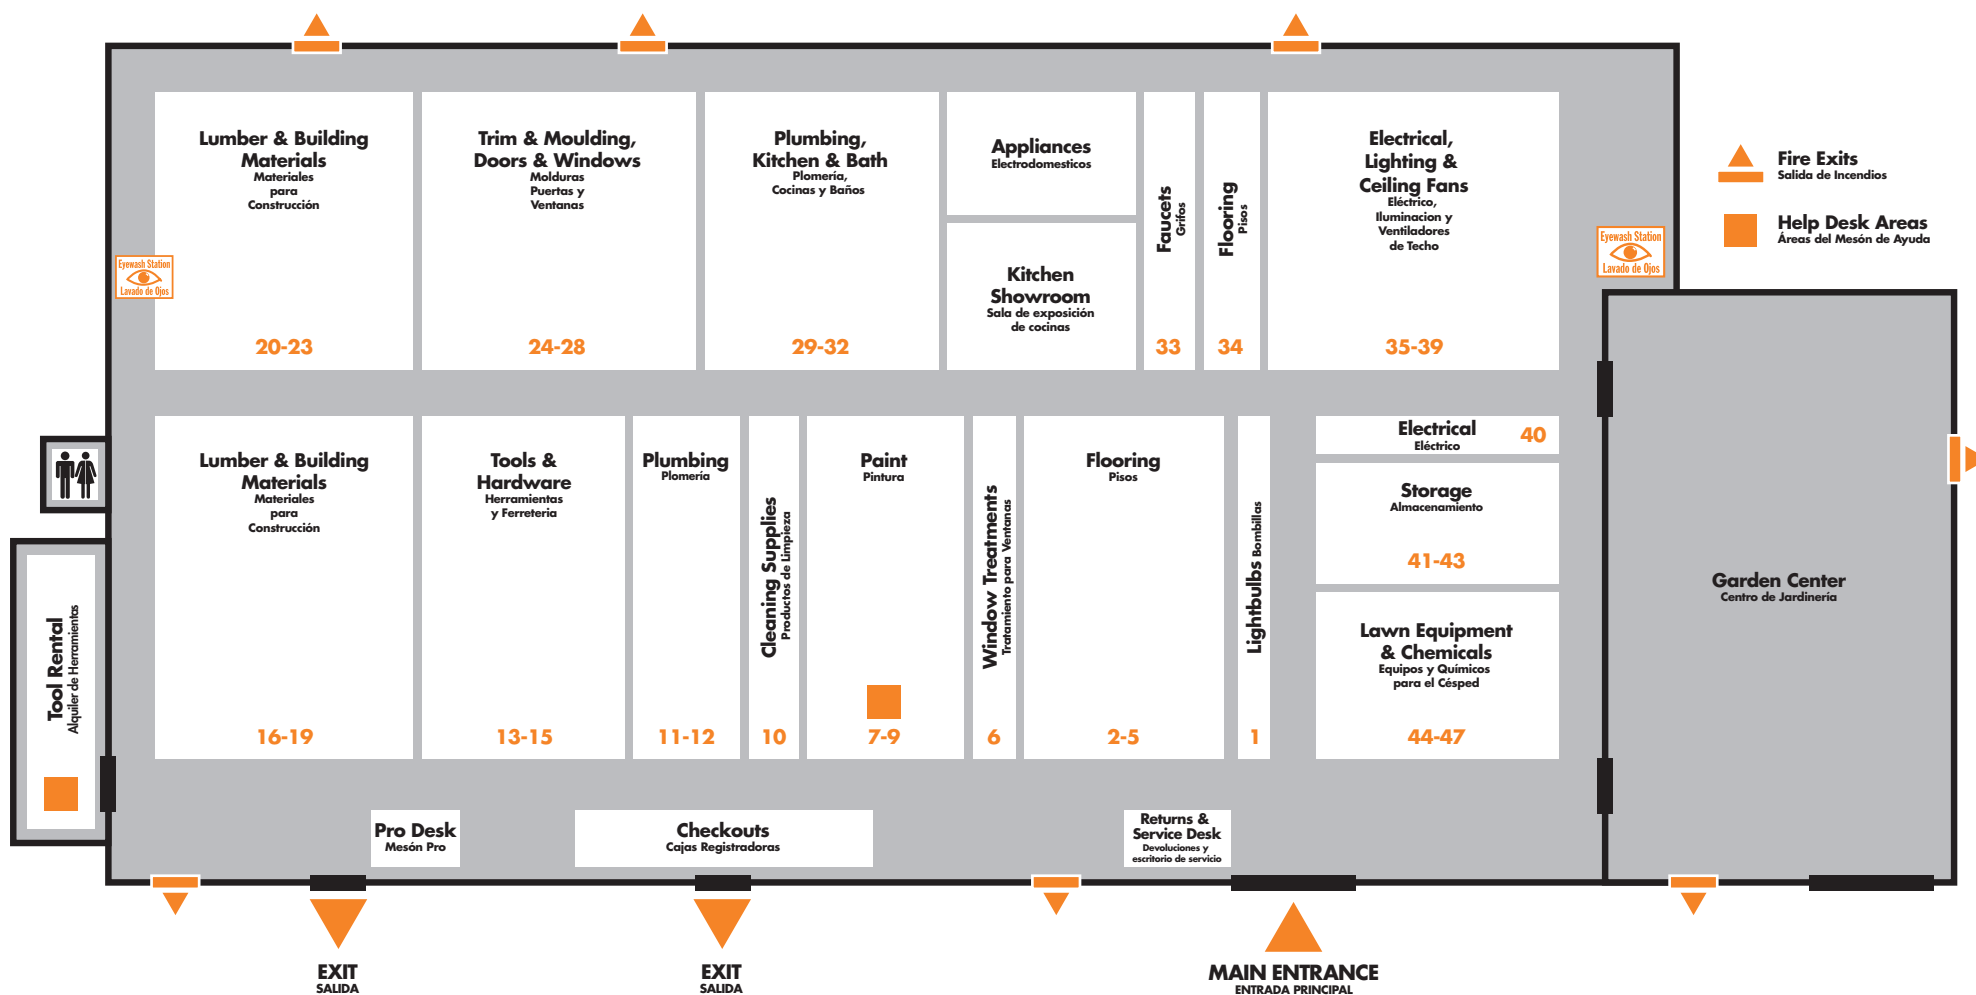 Lumber & Building
Materials
Materiales
para
Construcción
20-23
Trim & Moulding,
Doors & Windows
Molduras
Puertas y
Ventanas
24-28
Plumbing,
Kitchen & Bath
Plomería,
Cocinas y Baños
29-32
Appliances
Electrodomesticos
Kitchen
Showroom
Sala de exposición
de cocinas
Faucets
Grifos
33
Flooring
Pisos
34
Electrical,
Lighting &
Ceiling Fans
Eléctrico,
Iluminacion y
Ventiladores
de Techo
35-39
Fire Exits
Salida de Incendios
Help Desk Areas
Áreas del Mesón de Ayuda
Eyewash Station
Lavado de Ojos
Eyewash Station
Lavado de Ojos
Lumber & Building
Materials
Materiales
para
Construcción
16-19
Tools &
Hardware
Herramientas
y Ferreteria
13-15
Plumbing
Plomería
11-12
Cleaning Supplies
Productos de Limpieza
10
Paint
Pintura
7-9
Window Treatments
Tratamiento para Ventanas
6
Flooring
Pisos
2-5
Lightbulbs Bombillas
1
Electrical
Eléctrico
40
Storage
Almacenamiento
41-43
Lawn Equipment
& Chemicals
Equipos y Químicos
para el Césped
44-47
Garden Center
Centro de Jardinería
Tool Rental
Alquiler de Herramientas
Pro Desk
Mesón Pro
Checkouts
Cajas Registradoras
Returns &
Service Desk
Devoluciones y
escritorio de servicio
EXIT
SALIDA
EXIT
SALIDA
MAIN ENTRANCE
ENTRADA PRINCIPAL